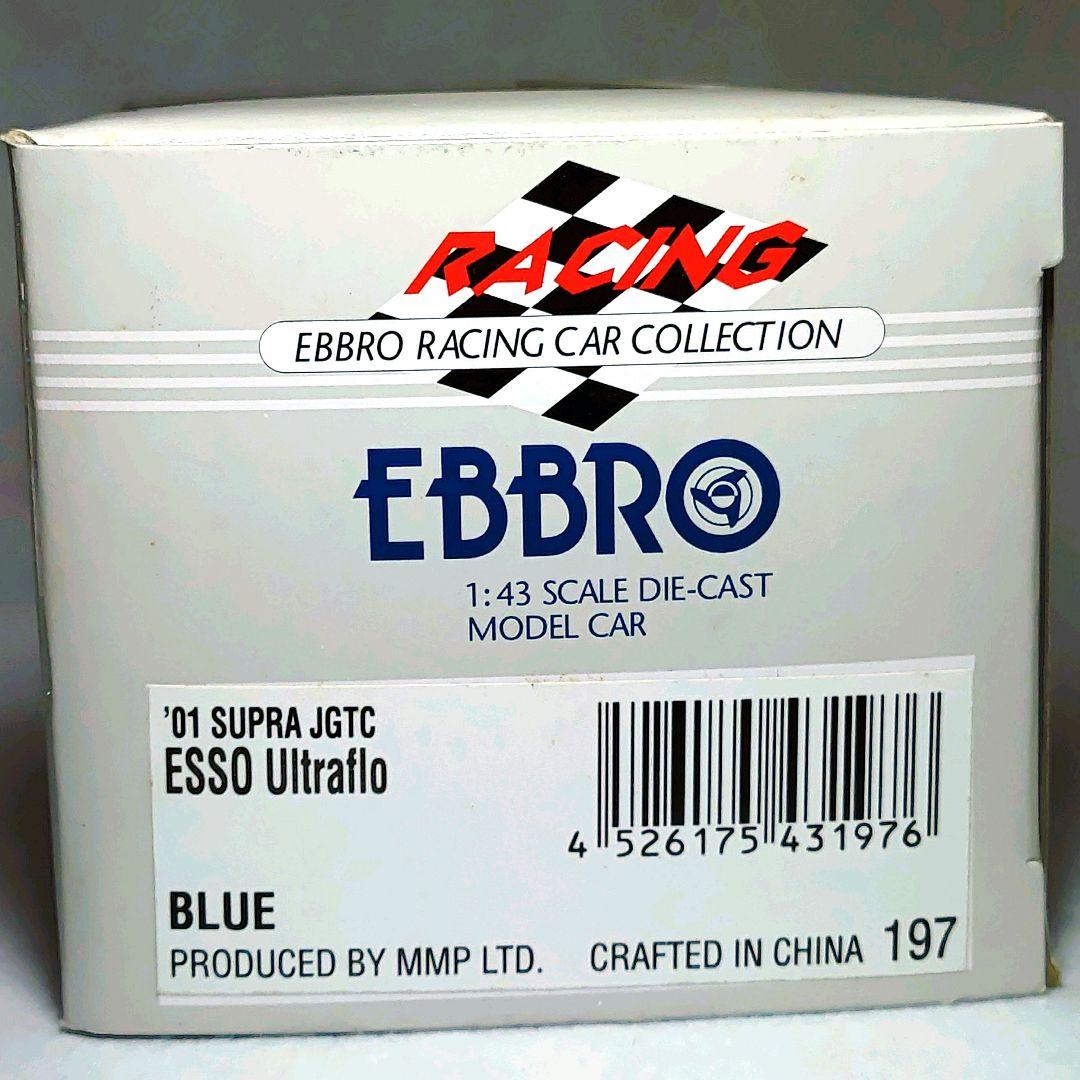 RACING
EBBRO RACING CAR COLLECTION
EBBRO
1:43 SCALE DIE-CAST
MODEL CAR
'01 SUPRA JGTC
ESSO Ultraflo
4 526175 431976
BLUE
PRODUCED BY MMP LTD. CRAFTED IN CHINA 197